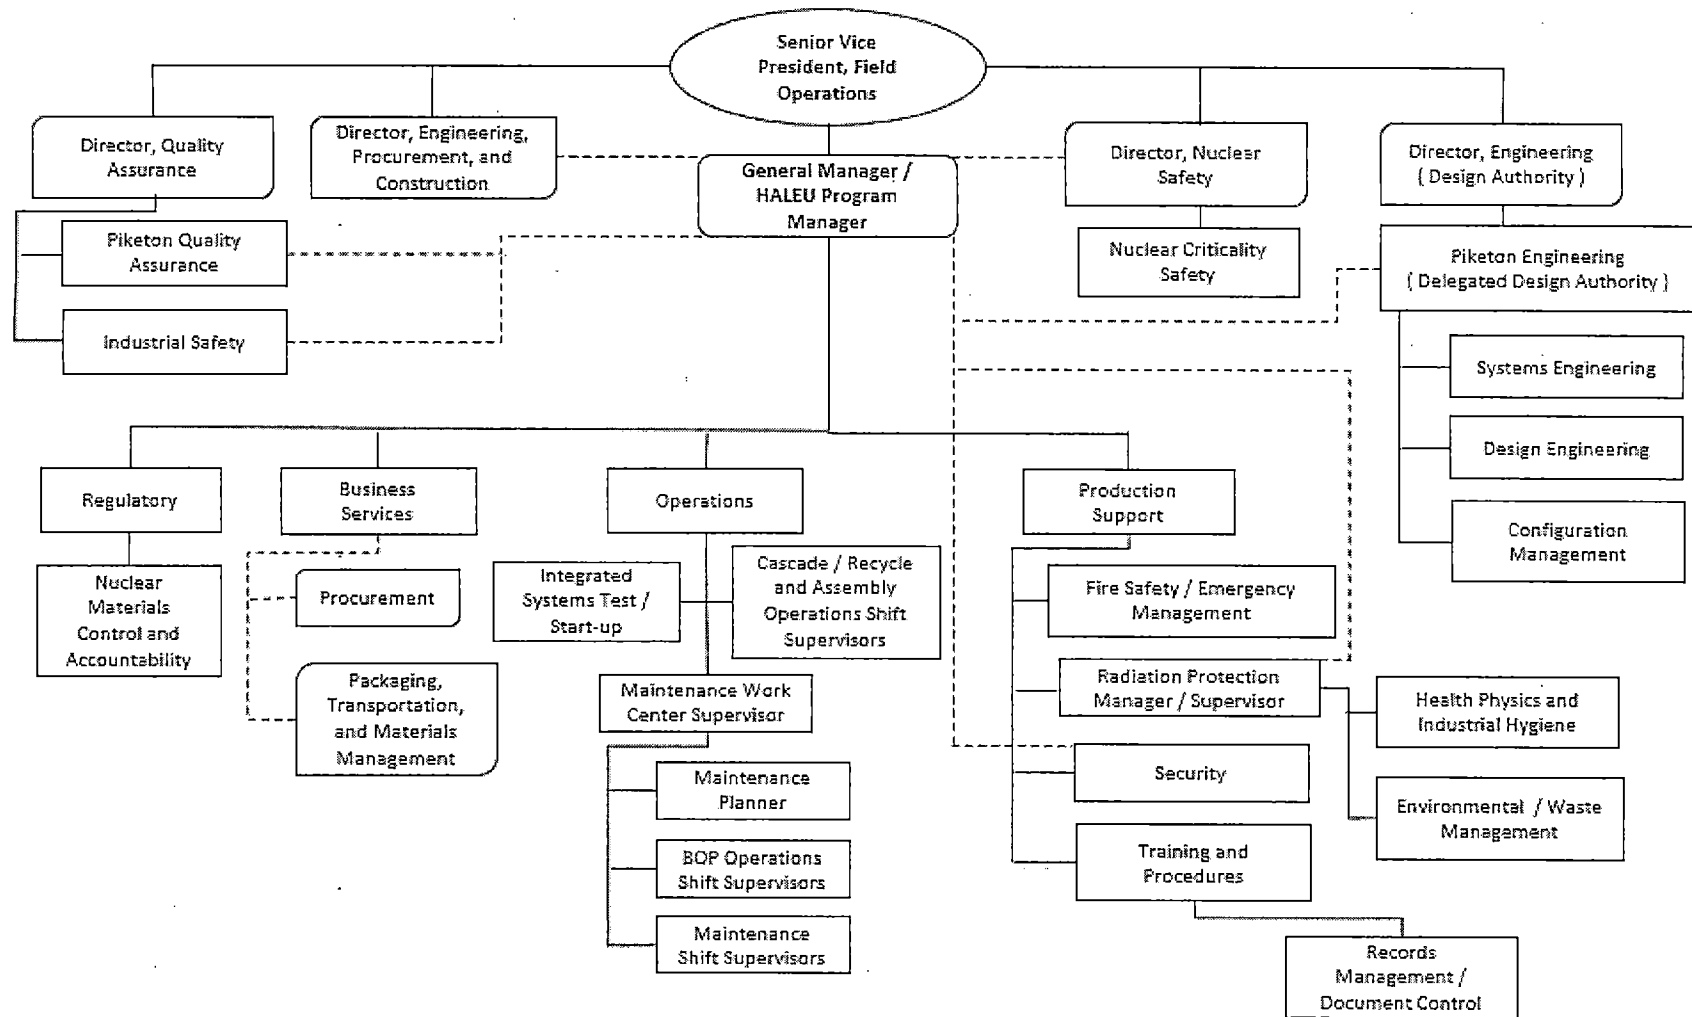 Senior Vice
President, Field
Operations
Director, Quality
Assurance
Director, Engineering,
Procurement, and
Construction
General Manager /
HALEU Program
Manager
Director, Nuclear
Safety
Director, Engineering
( Design Authority )
Piketon Quality
Assurance
Nuclear Criticality
Safety
Piketon Engineering
( Delegated Design Authority )
Industrial Safety
Systems Engineering
Design Engineering
Configuration
Management
Regulatory
Business
Services
Operations
Production
Support
Nuclear
Materials
Control and
Accountability
Procurement
Packaging,
Transportation,
and Materials
Management
Integrated
Systems Test /
Start-up
Cascade / Recycle
and Assembly
Operations Shift
Supervisors
Maintenance Work
Center Supervisor
Maintenance
Planner
BOP Operations
Shift Supervisors
Maintenance
Shift Supervisors
Fire Safety / Emergency
Management
Radiation Protection
Manager / Supervisor
Health Physics and
Industrial Hygiene
Security
Environmental / Waste
Management
Training and
Procedures
Records
Management /
Document Control